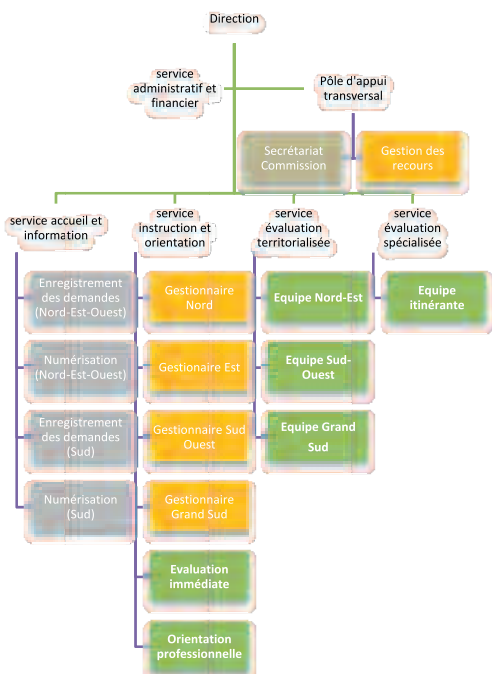 Direction
service
administratif et
financier
Pôle d'appui
transversal
Secrétariat
Commission
Gestion des
recours
service accueil et
information
service
instruction et
orientation
service
évaluation
territorialisée
service
évaluation
spécialisée
Enregistrement
des demandes
(Nord-Est-Ouest)
Gestionnaire
Nord
Equipe Nord-Est
Equipe
itinérante
Numérisation
(Nord-Est-Ouest)
Gestionaire Est
Equipe Sud-
Ouest
Enregistrement
des demandes
(Sud)
Gestionnaire Sud
Ouest
Equipe Grand
Sud
Numérisation
(Sud)
Gestionnaire
Grand Sud
Evaluation
immédiate
Orientation
professionnelle